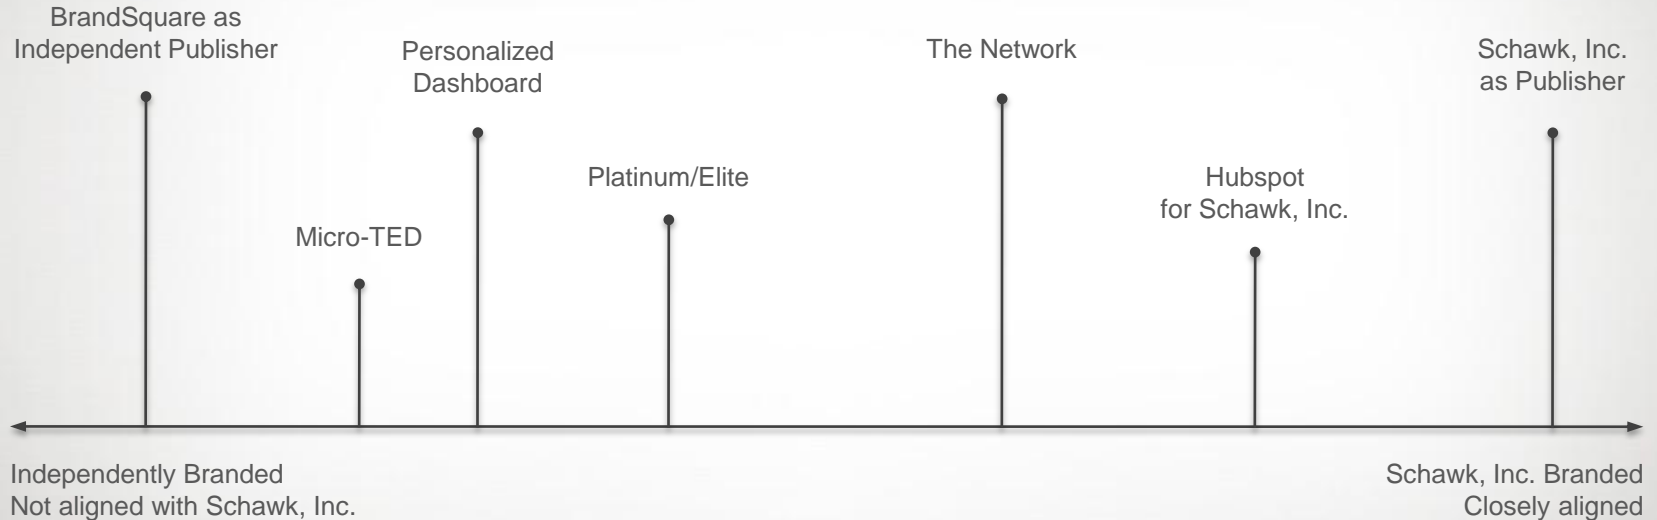 BrandSquare as
Independent Publisher
Personalized
Dashboard
The Network
Schawk, Inc.
as Publisher
Platinum/Elite
Hubspot
for Schawk, Inc.
Micro-TED
Independently Branded
Not aligned with Schawk, Inc.
Schawk, Inc. Branded
Closely aligned